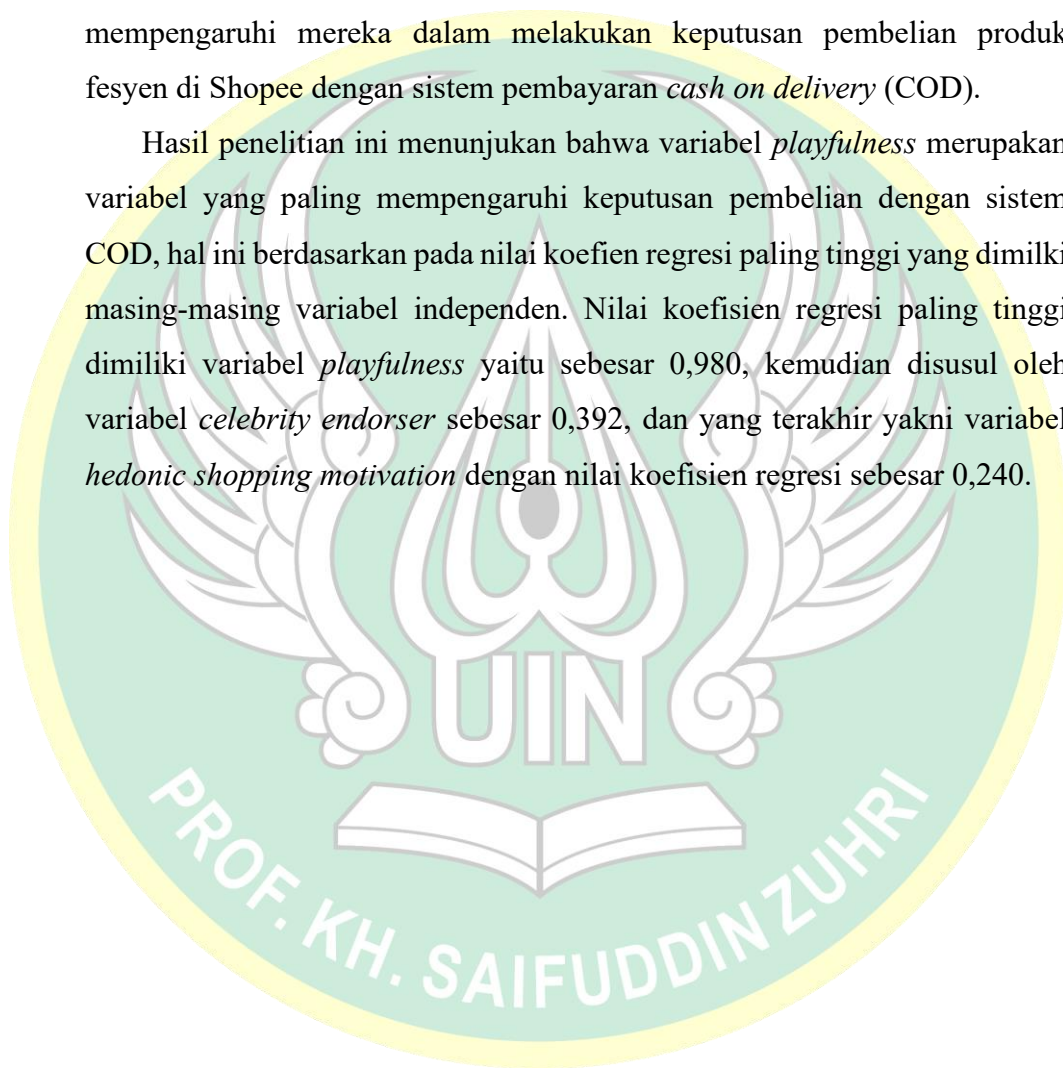 mempengaruhi mereka dalam melakukan keputusan pembelian produk
fesyen di Shopee dengan sistem pembayaran cash on delivery (COD).
Hasil penelitian ini menunjukan bahwa variabel playfulness merupakan
variabel yang paling mempengaruhi keputusan pembelian dengan sistem
COD, hal ini berdasarkan pada nilai koefien regresi paling tinggi yang dimilki
masing-masing variabel independen. Nilai koefisien regresi paling tinggi
dimiliki variabel playfulness yaitu sebesar 0,980, kemudian disusul oleh
variabel celebrity endorser sebesar 0,392, dan yang terakhir yakni variabel
hedonic shopping motivation dengan nilai koefisien regresi sebesar 0,240.
UIN
PROF. KH. SAIFUDDIN ZUHRI